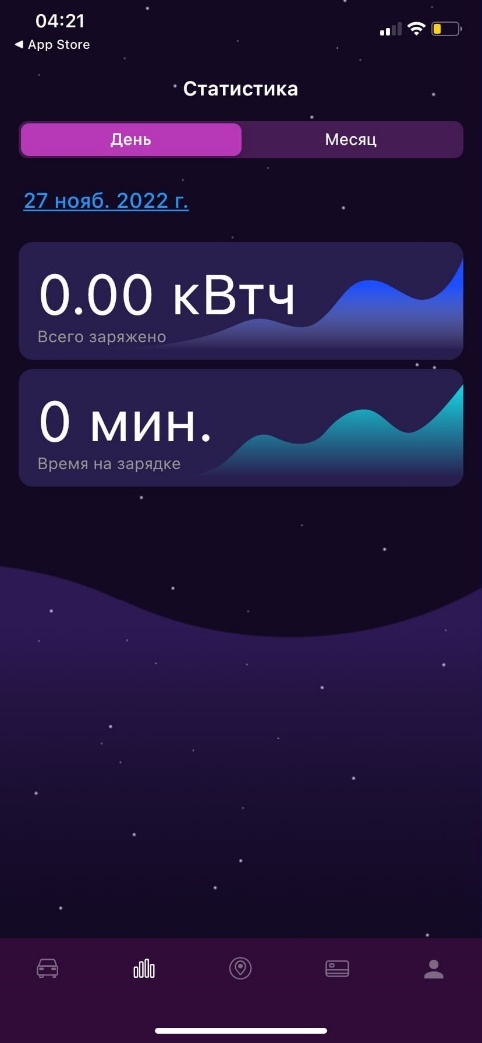 04:21
◀ App Store
Статистика
День
Месяц
27 нояб. 2022 г.
0.00 кВтч
Всего заряжено
0 мин.
Время на зарядке